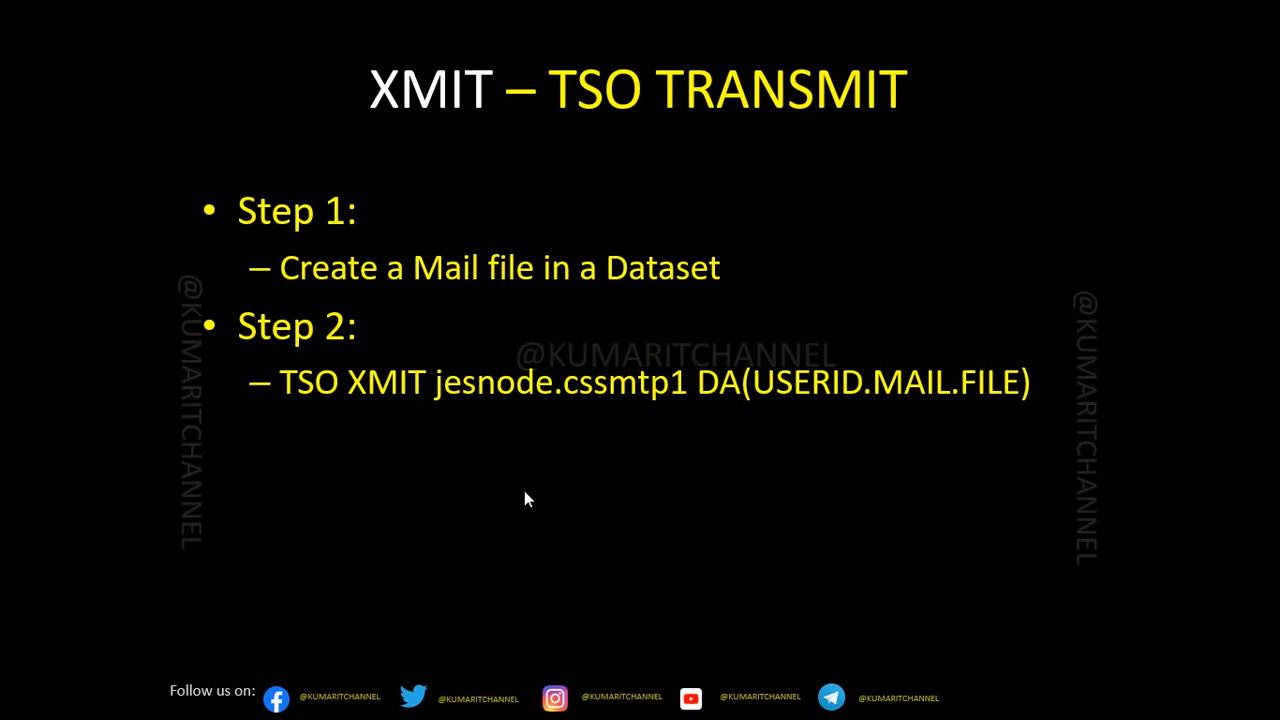 XMIT – TSO TRANSMIT
• Step 1:
– Create a Mail file in a Dataset
• Step 2:
– TSO XMIT jesnode.cssmtp1 DA(USERID.MAIL.FILE)
@KUMARITCHANNEL
@KUMARITCHANNEL
@KUMARITCHANNEL
Follow us on: @KUMARITCHANNEL @KUMARITCHANNEL @KUMARITCHANNEL @KUMARITCHANNEL @KUMARITCHANNEL